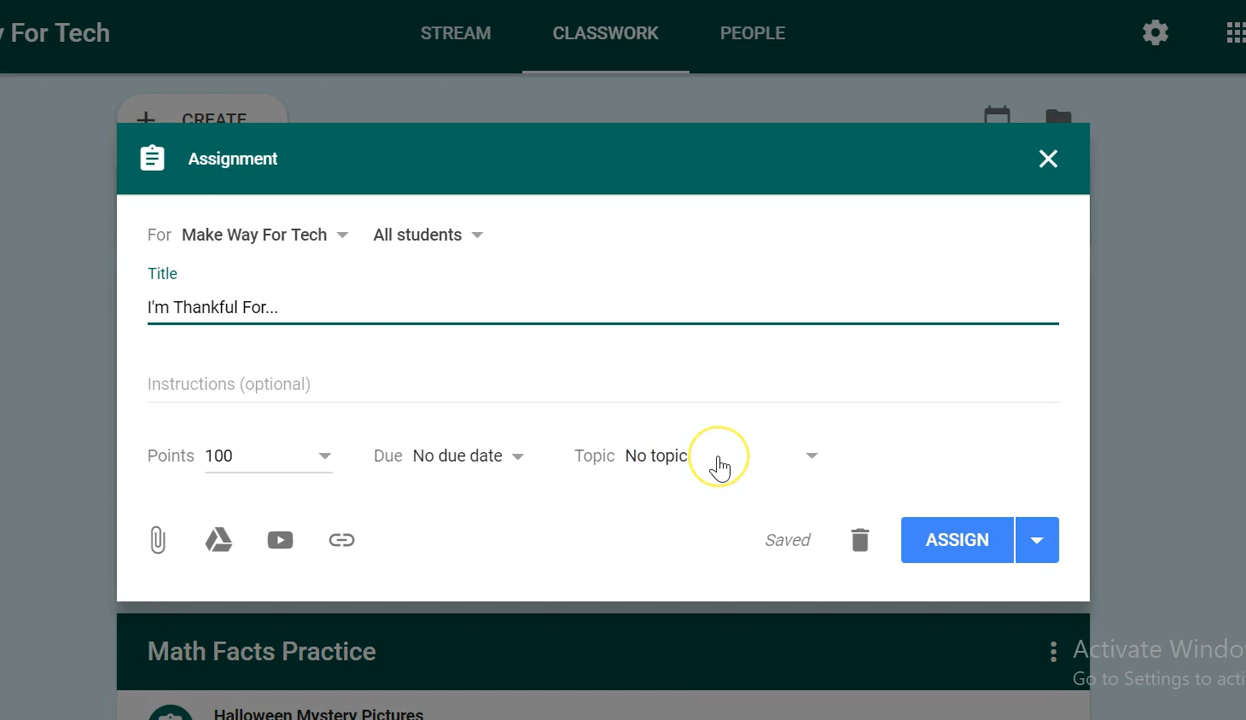 For Tech
STREAM
CLASSWORK
PEOPLE
CREATE
Assignment
For Make Way For Tech All students
Title
I'm Thankful For...
Instructions (optional)
Points 100 Due No due date Topic No topic
Saved
ASSIGN
Math Facts Practice
Activate Windo
Go to Settings to acti
Halloween Mystery Pictures